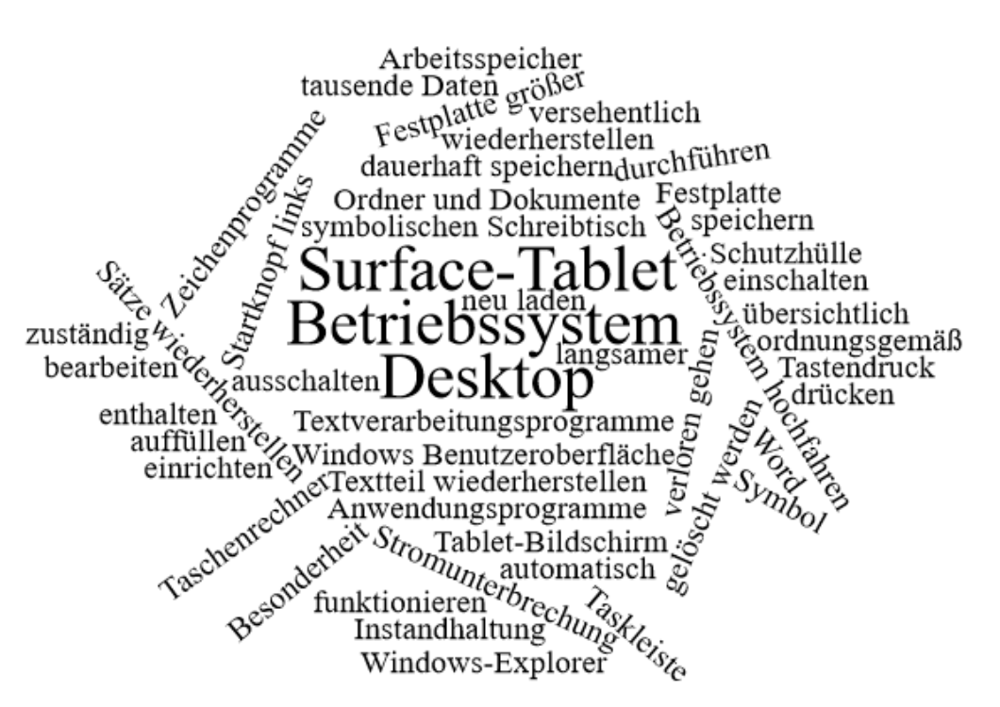 Arbeitsspeicher
tausende Daten
Festplatte größer
versehentlich
wiederherstellen
dauerhaft speichern
durchführen
Zeichenprogramme
Startknopf links
Ordner und Dokumente
Festplatte
symbolischen Schreibtisch
speichern
Betriebssystem hochfahren
Surface-Tablet
Schutzhülle
einschalten
Sätze wiederherstellen
neu laden
Betriebssystem
übersichtlich
zuständig
ordnungsgemäß
langsamer
bearbeiten
Tastendruck
ausschalten
Desktop
drücken
verloren gehen
enthalten
Textverarbeitungsprogramme
auffüllen
Windows Benutzeroberfläche
gelöscht werden
Word
einrichten
Textteil wiederherstellen
Symbol
Taschenrechner
Anwendungsprogramme
Besonderheit
Stromunterbrechung
Tablet-Bildschirm
automatisch
funktionieren
Taskleiste
Instandhaltung
Windows-Explorer